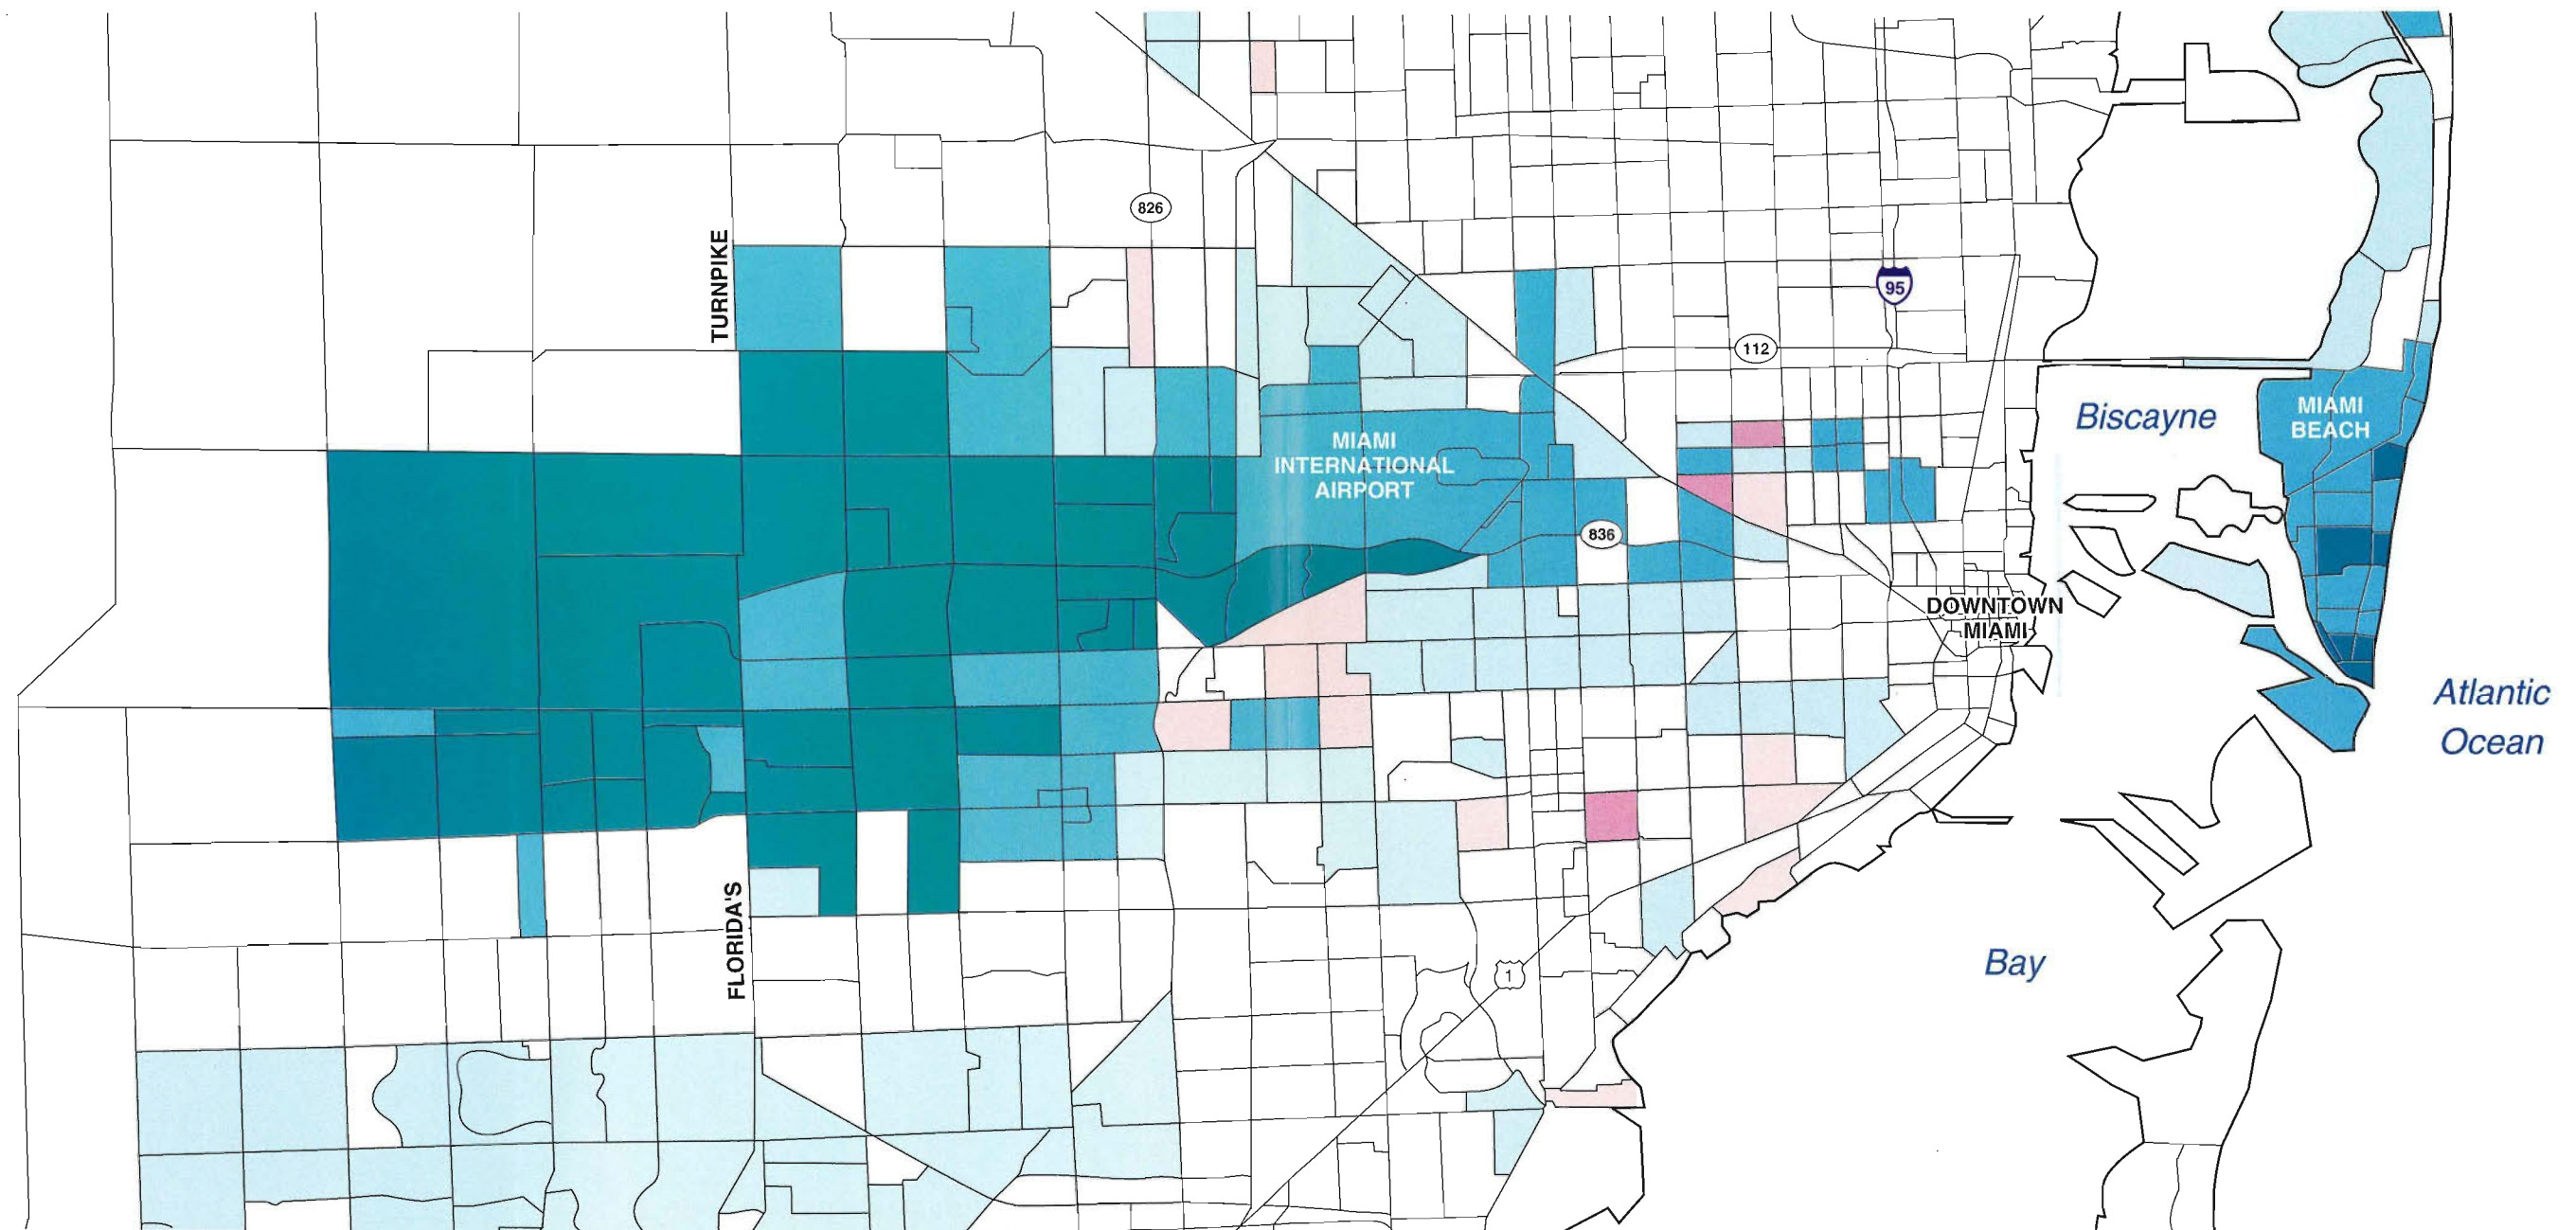 826
TURNPIKE
95
112
Biscayne
MIAMI
BEACH
MIAMI
INTERNATIONAL
AIRPORT
836
DOWNTOWN
MIAMI
Atlantic
Ocean
FLORIDA'S
Bay
1